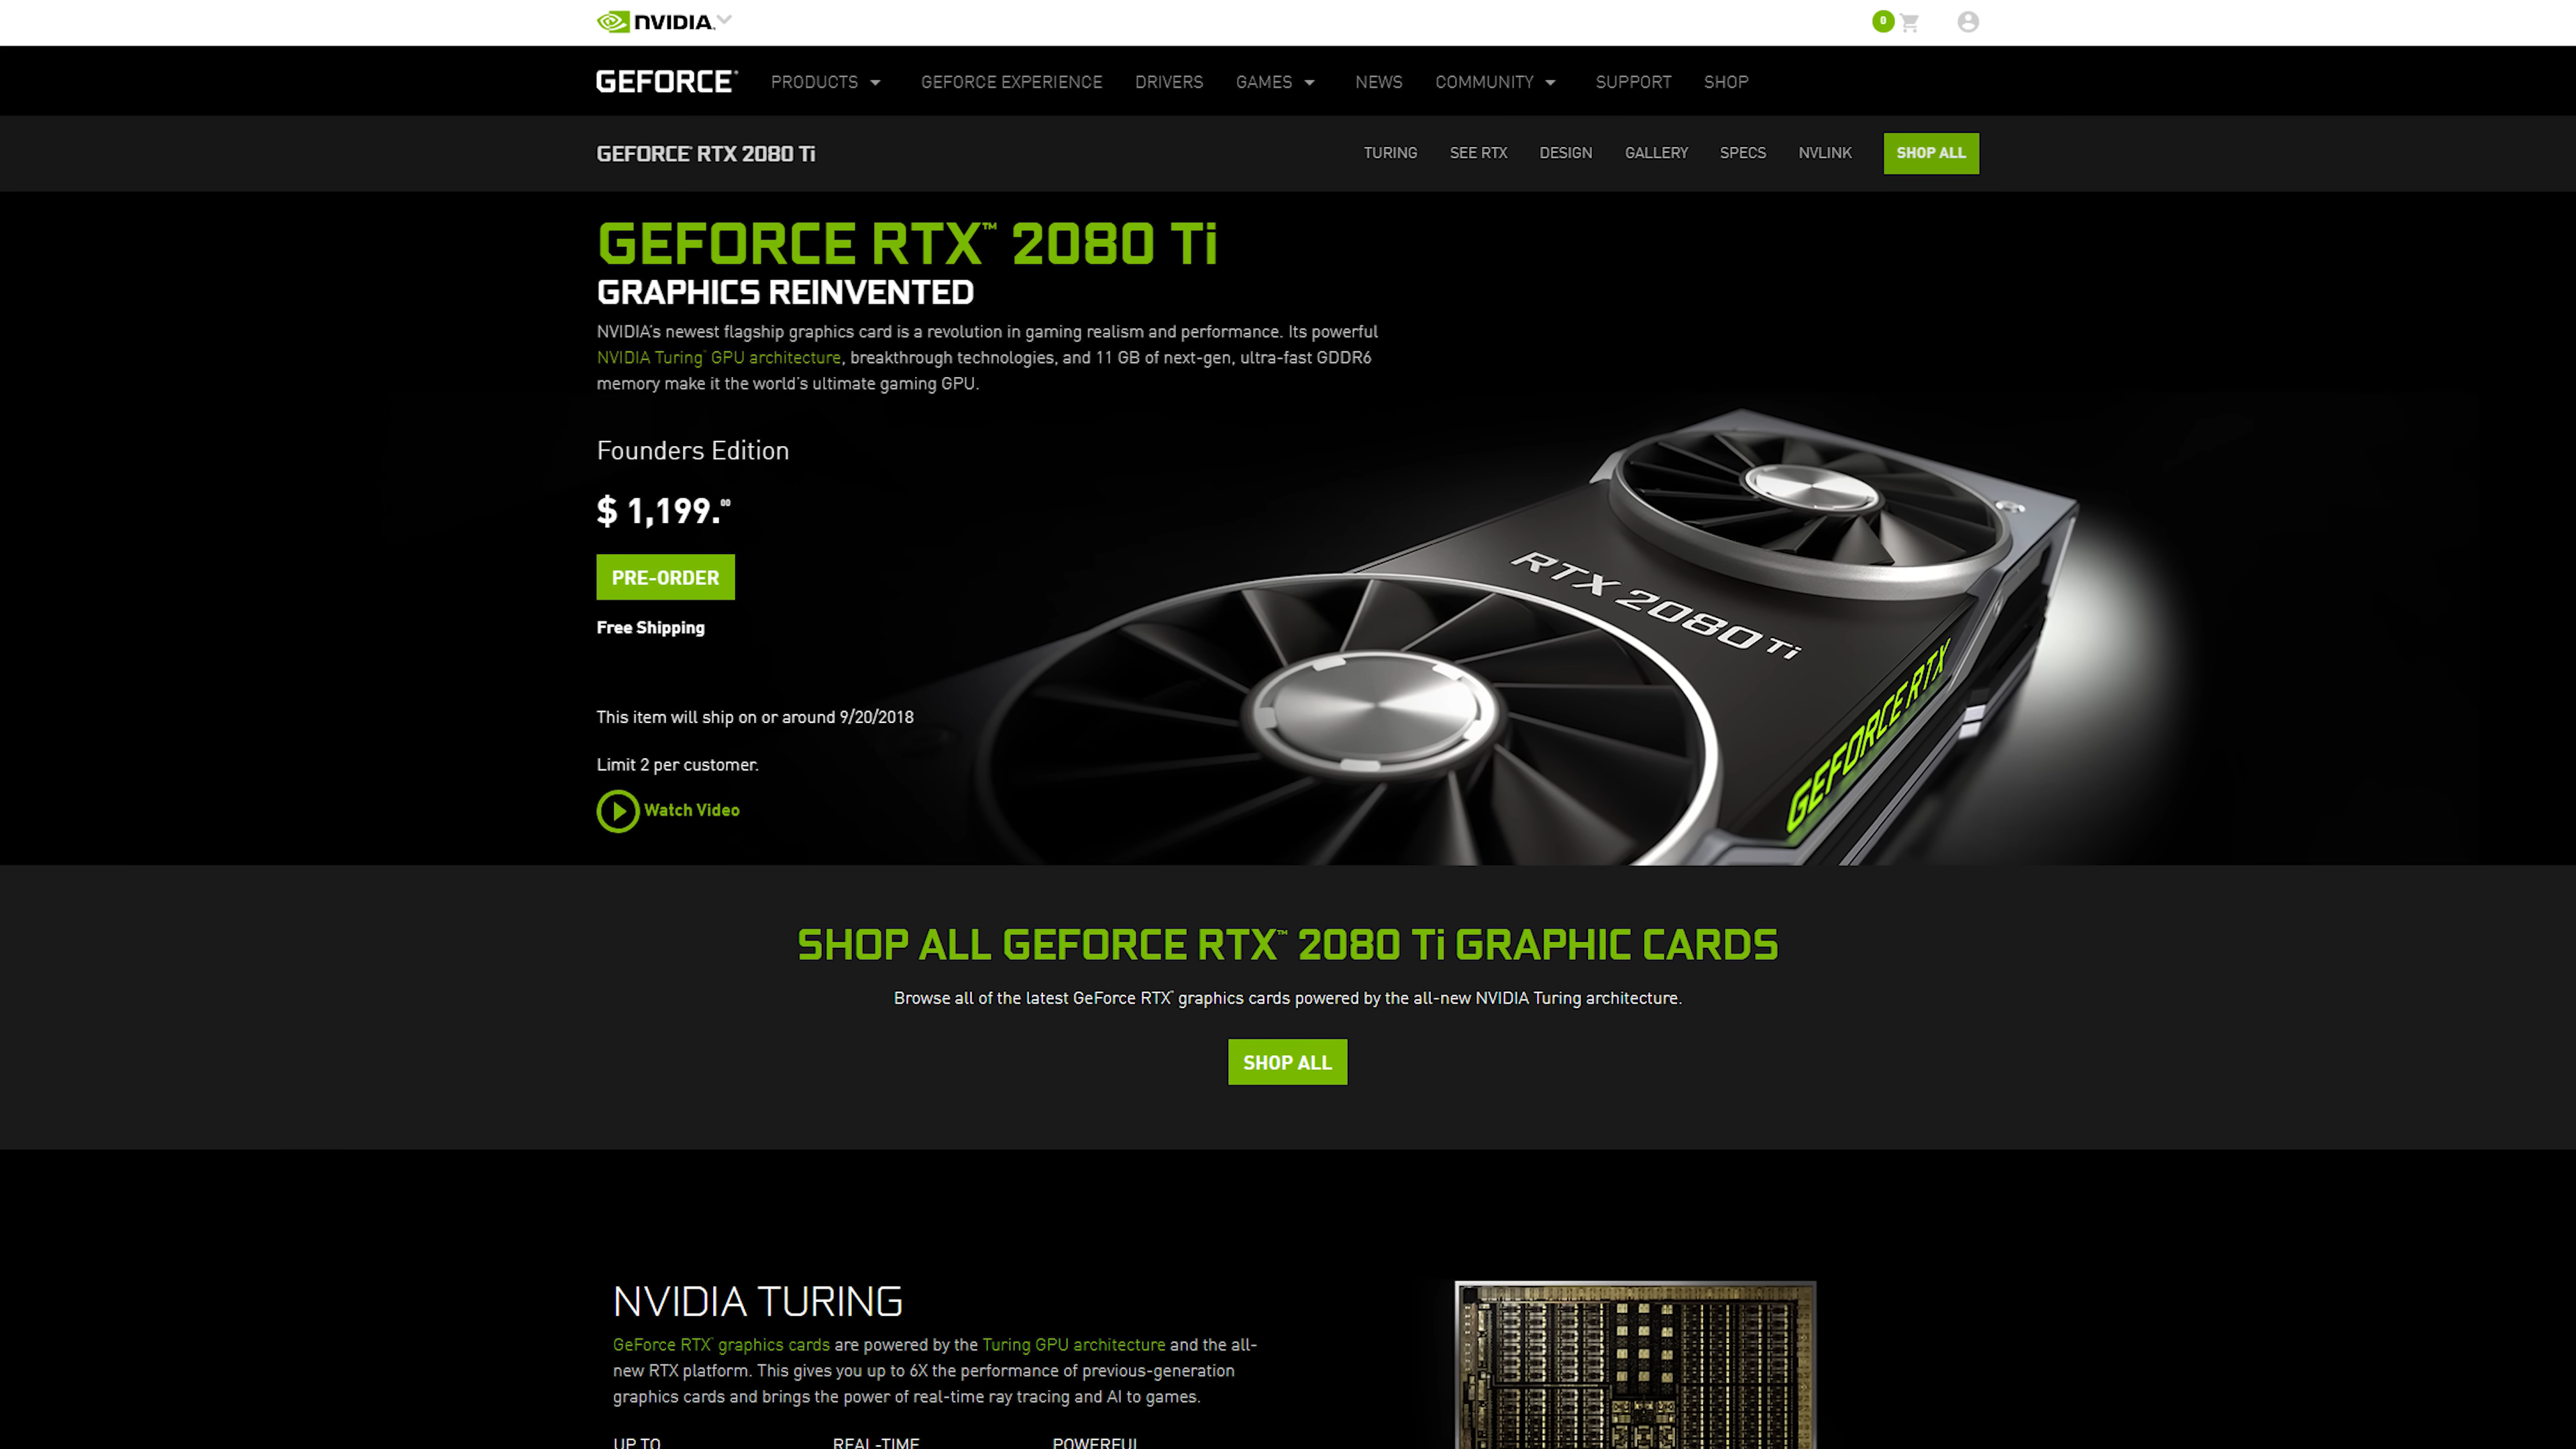 NVIDIA.
0
GEFORCE®
PRODUCTS
GEFORCE EXPERIENCE
DRIVERS
GAMES
NEWS
COMMUNITY
SUPPORT
SHOP
GEFORCE® RTX 2080 Ti
TURING
SEE RTX
DESIGN
GALLERY
SPECS
NVLINK
SHOP ALL
GEFORCE RTX™ 2080 Ti
GRAPHICS REINVENTED
NVIDIA's newest flagship graphics card is a revolution in gaming realism and performance. Its powerful
NVIDIA Turing™ GPU architecture, breakthrough technologies, and 11 GB of next-gen, ultra-fast GDDR6
memory make it the world's ultimate gaming GPU.
Founders Edition
$ 1,199.00
PRE-ORDER
Free Shipping
This item will ship on or around 9/20/2018
Limit 2 per customer.
Watch Video
RTX 2080 Ti
GEFORCE RTX
SHOP ALL GEFORCE RTX™ 2080 Ti GRAPHIC CARDS
Browse all of the latest GeForce RTX™ graphics cards powered by the all-new NVIDIA Turing architecture.
SHOP ALL
NVIDIA TURING
GeForce RTX™ graphics cards are powered by the Turing GPU architecture and the all-
new RTX platform. This gives you up to 6X the performance of previous-generation
graphics cards and brings the power of real-time ray tracing and AI to games.
UP TO
REAL-TIME
POWERFUL